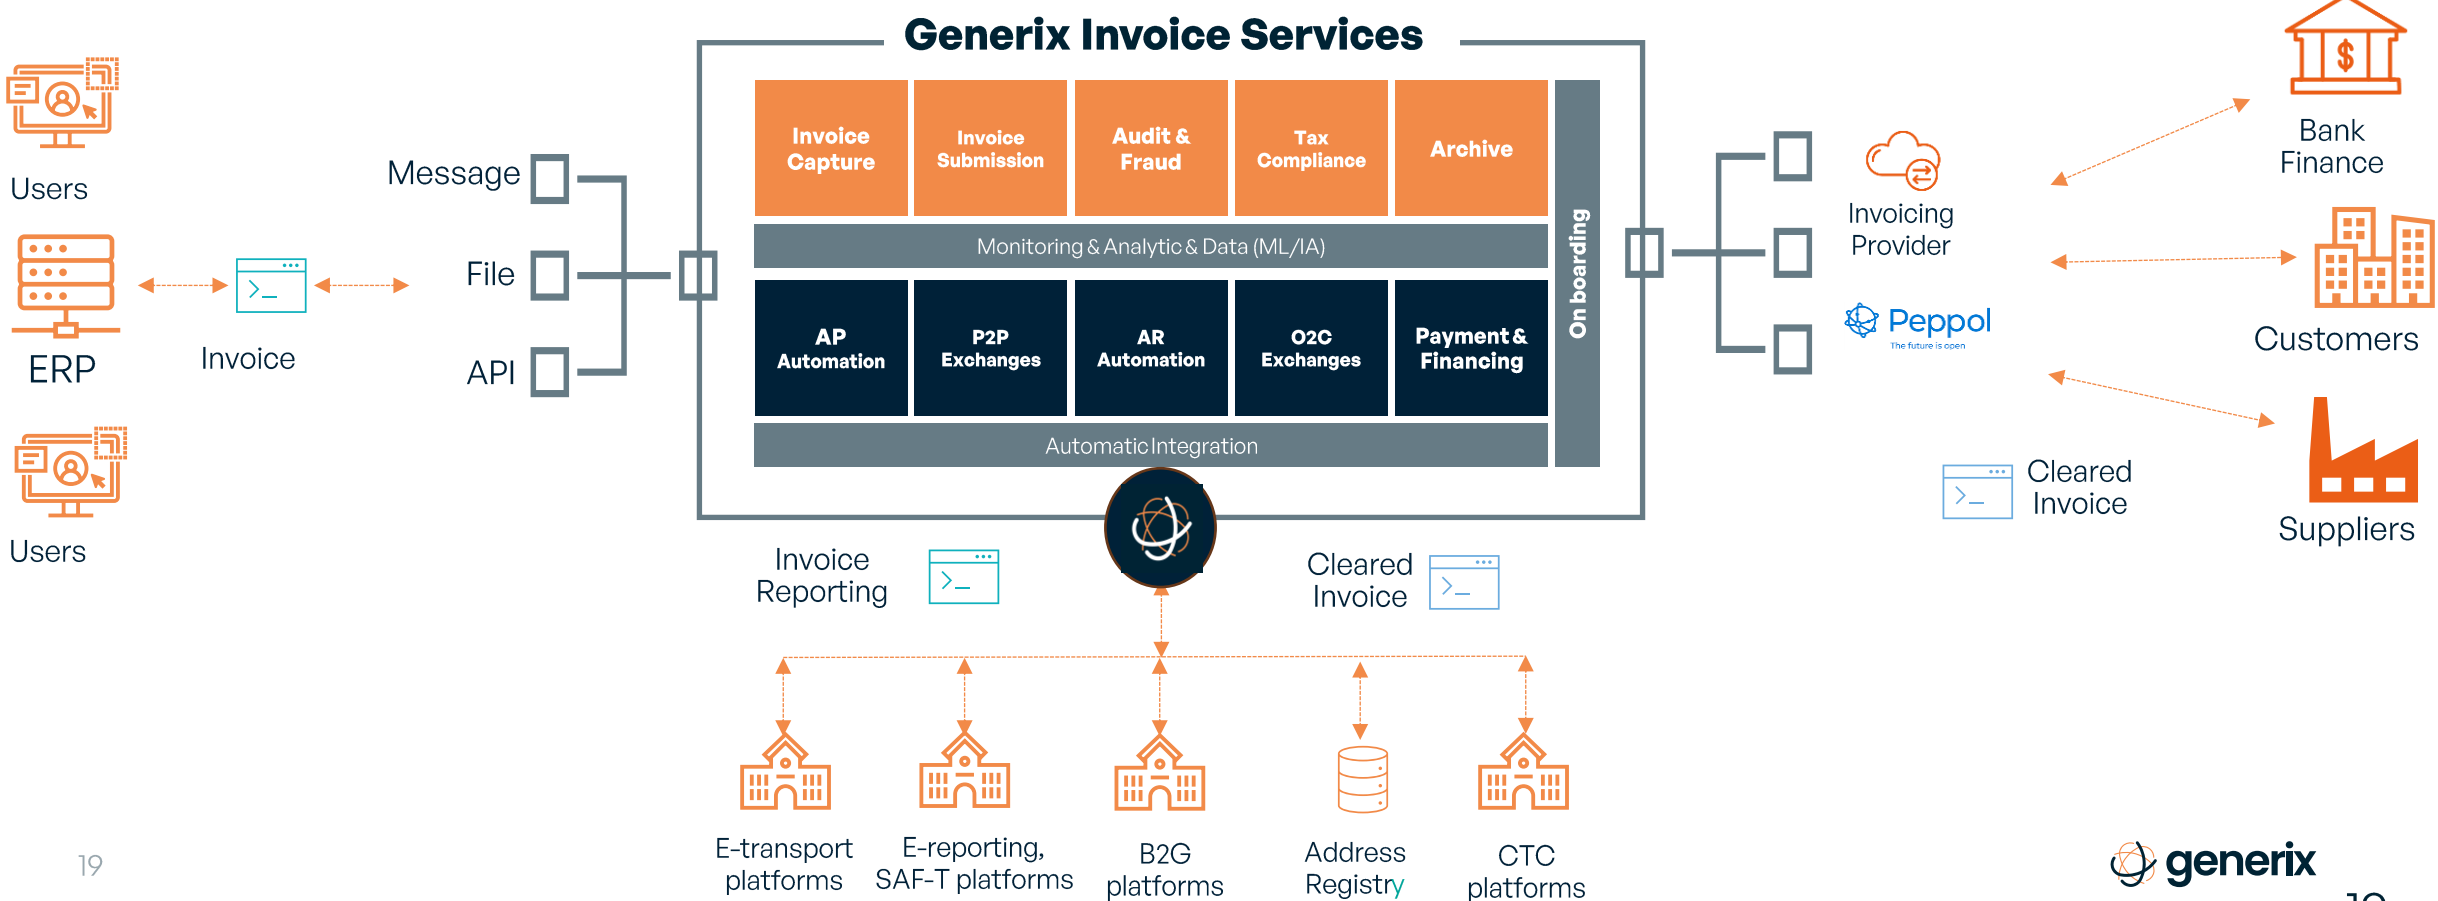 Generix Invoice Services
Users
ERP
Users
Invoice
Message
File
API
Invoice
Capture
Invoice
Submission
Audit &
Fraud
Tax
Compliance
Archive
Monitoring & Analytic & Data (ML/IA)
AP
Automation
P2P
Exchanges
AR
Automation
O2C
Exchanges
Payment &
Financing
Automatic Integration
On boarding
Invoicing
Provider
Peppol
The future is open
Bank
Finance
Customers
Suppliers
Cleared
Invoice
Invoice
Reporting
Cleared
Invoice
E-transport
platforms
E-reporting,
SAF-T platforms
B2G
platforms
Address
Registry
CTC
platforms
19
generix